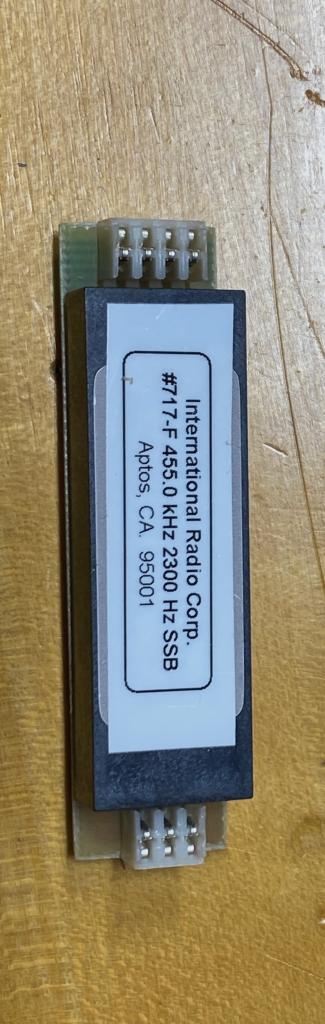 International Radio Corp.
#717-F 455.0 kHz 2300 Hz SSB
Aptos, CA. 95001